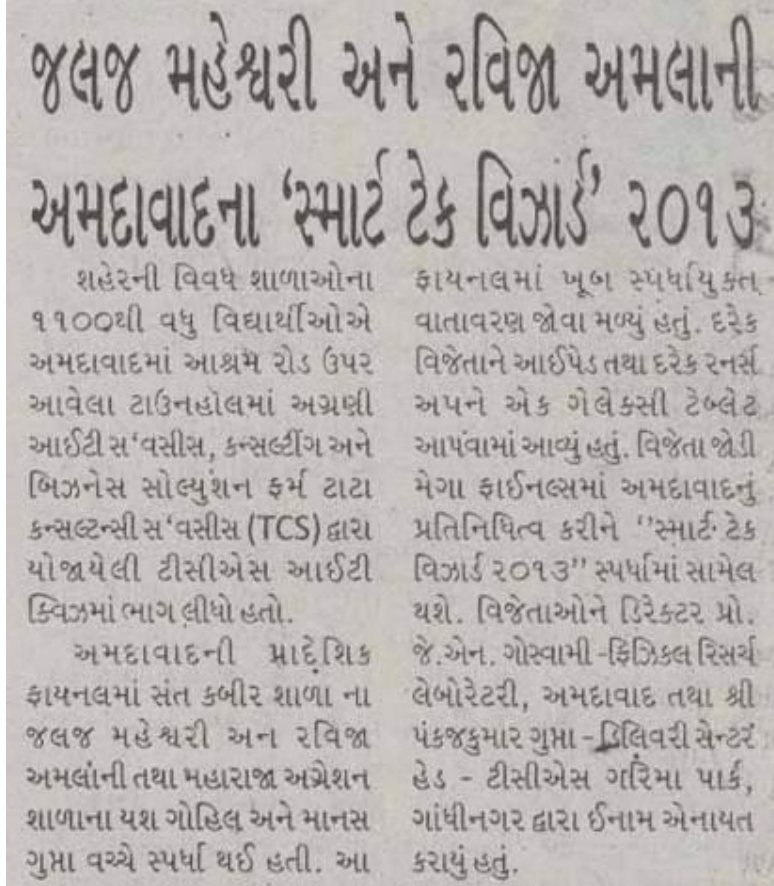 જલજ મહેશ્વરી અને રવિજા અમલાની
અમદાવાદના ‘સ્માર્ટ ટેક વિઝાર્ડ’ ૨૦૧૩
શહેરની વિવધ શાળાઓના
૧૧00થી વધુ વિદ્યાર્થીઓએ
અમદાવાદમાં આશ્રમ રોડ ઉપર
આવેલા ટાઉનહોલમાં અગ્રણી
આઈટી સ‘વસીસ, કન્સલ્ટીંગ અને
બિઝનેસ સોલ્યુશન ફર્મ ટાટા
કન્સલ્ટન્સી સ‘વસીસ (TCS) દ્વારા
યોજાયેલી ટીસીએસ આઈટી
ક્વિઝમાં ભાગ લીધો હતો.
અમદાવાદની પ્રાદેશિક
ફાયનલમાં સંત કબીર શાળા ના
જલજ મહેશ્વરી અન રવિજા
અમલાની તથા મહારાજા અગ્રેશન
શાળાના યશ ગોહિલ અને માનસ
ગુપ્તા વચ્ચે સ્પર્ધા થઈ હતી. આ
ફાયનલમાં ખૂબ સ્પર્ધાયુક્ત
વાતાવરણ જોવા મળ્યું હતું. દરેક
વિજેતાને આઈપેડ તથા દરેક રનર્સ
અપને એક ગેલેક્સી ટેબ્લેટ
આપવામાં આવ્યું હતું. વિજેતા જોડી
મેગા ફાઈનલ્સમાં અમદાવાદનું
પ્રતિનિધિત્વ કરીને ‘‘સ્માર્ટ ટેક
વિઝાર્ડ ૨૦૧૩’’ સ્પર્ધામાં સામેલ
થશે. વિજેતાઓને ડિરેક્ટર પ્રો.
જે.એન. ગોસ્વામી -ફિઝિકલ રિસર્ચ
લેબોરેટરી, અમદાવાદ તથા શ્રી
પંકજકુમાર ગુપ્તા - ડિલિવરી સેન્ટર
હેડ - ટીસીએસ ગરિમા પાર્ક,
ગાંધીનગર દ્વારા ઈનામ એનાયત
કરાયું હતું.